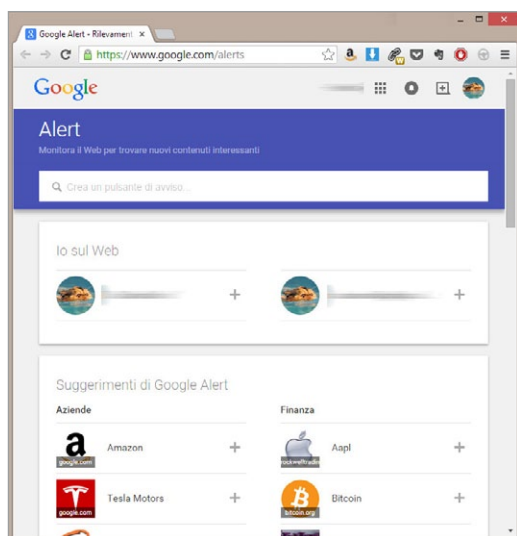 Google Alert - Rilevament
https://www.google.com/alerts
Google
Alert
Monitora il Web per trovare nuovi contenuti interessanti
Crea un pulsante di avviso...
Io sul Web
Suggerimenti di Google Alert
Aziende
Finanza
a
google.com
Amazon
Aapl
google.com
Tesla Motors
bitcoin.org
Bitcoin